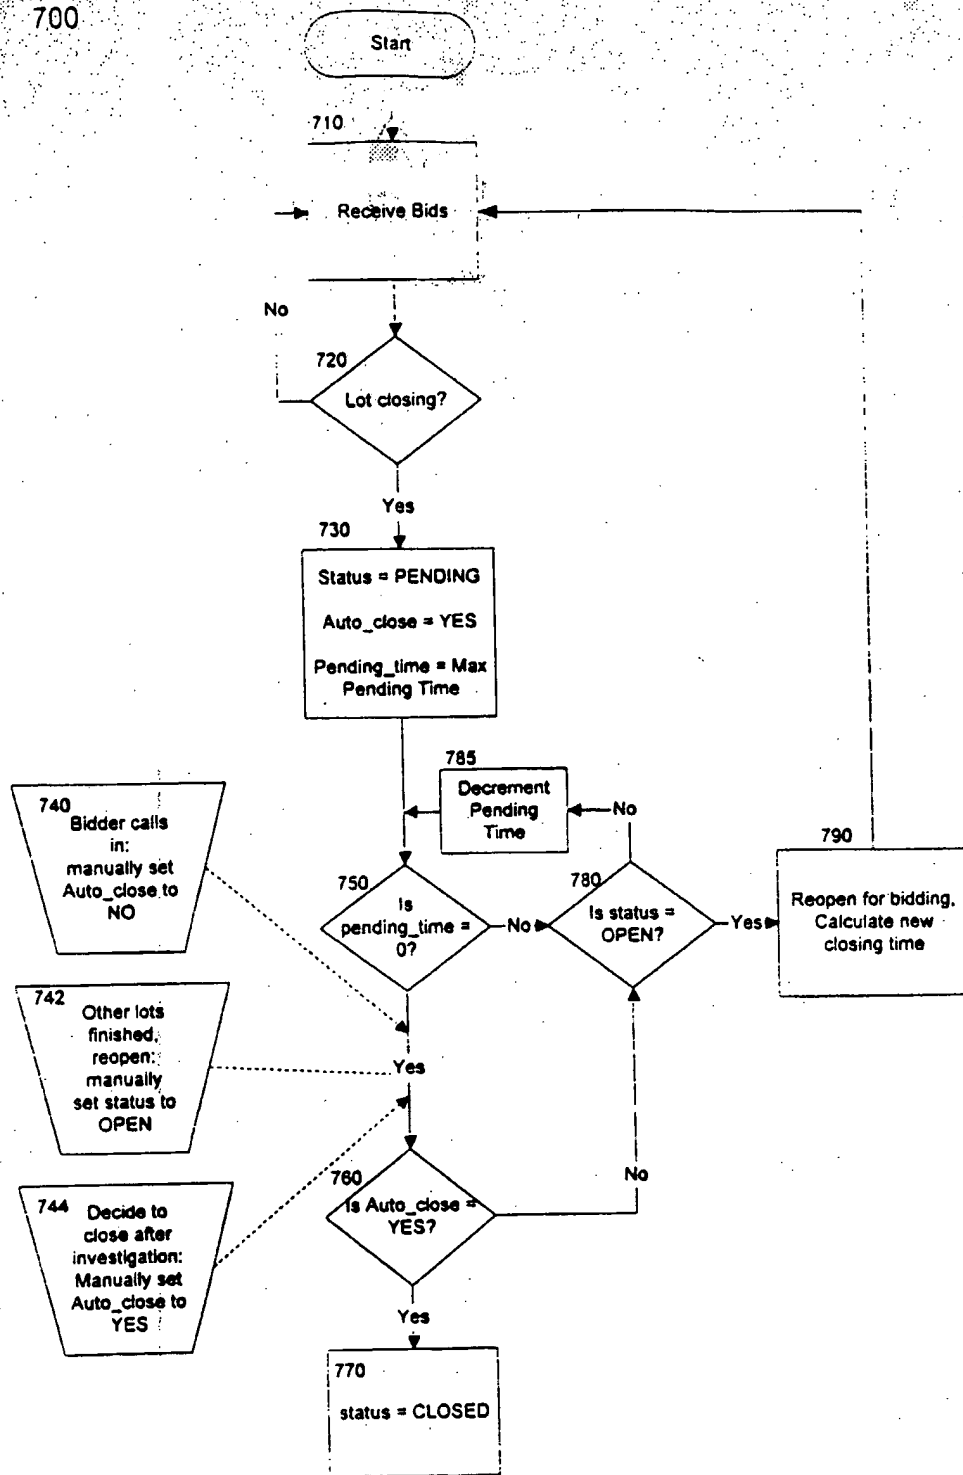 700
Start
710
Receive Bids
No
720
Lot closing?
Yes
730
Status = PENDING
Auto_close = YES
Pending_time = Max
Pending Time
785
Decrement
Pending
Time
No
740
Bidder calls
in:
manually set
Auto_close to
NO
750
Is
pending_time =
0?
No
780
Is status =
OPEN?
Yes
790
Reopen for bidding,
Calculate new
closing time
742
Other lots
finished,
reopen:
manually
set status to
OPEN
Yes
744
Decide to
close after
investigation:
Manually set
Auto_close to
YES
760
Is Auto_close =
YES?
No
Yes
770
status = CLOSED